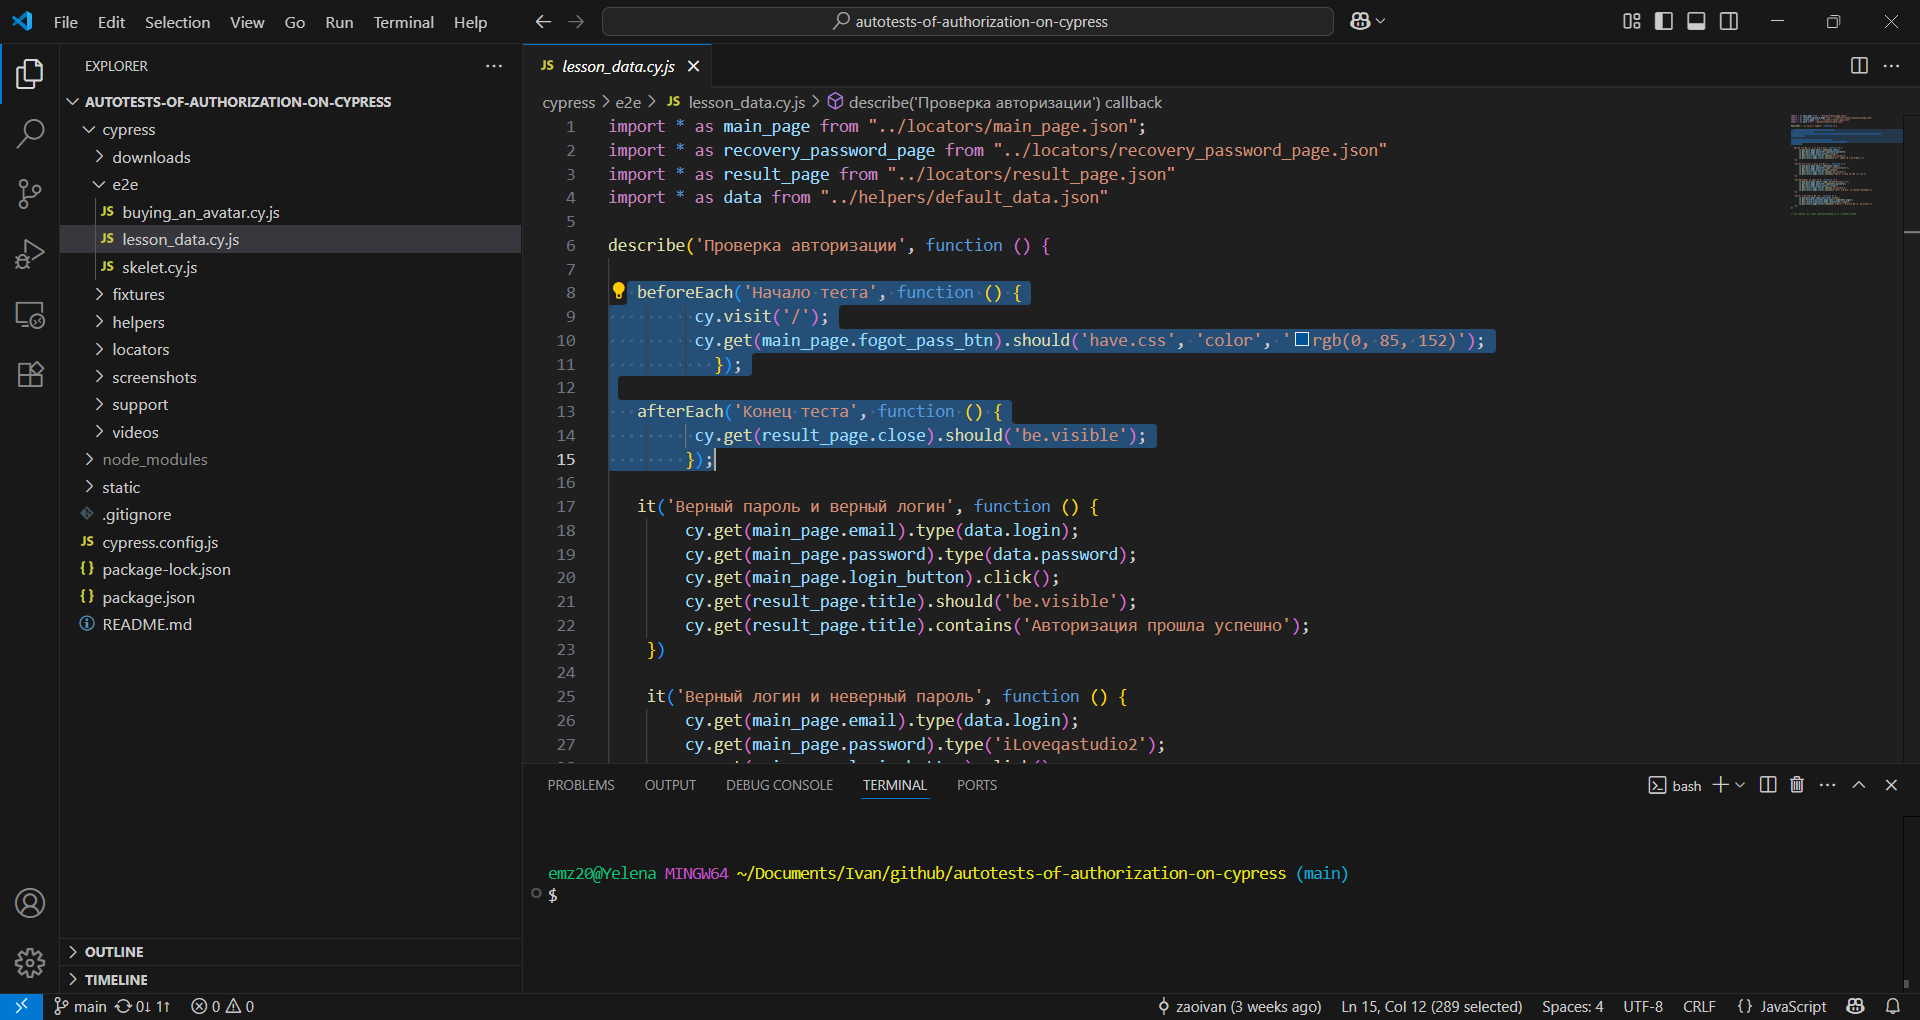 File Edit Selection View Go Run Terminal Help
autotests-of-authorization-on-cypress
EXPLORER
AUTOTESTS-OF-AUTHORIZATION-ON-CYPRESS
cypress
downloads
e2e
JS buying_an_avatar.cy.js
JS lesson_data.cy.js
JS skelet.cy.js
fixtures
helpers
locators
screenshots
support
videos
node_modules
static
.gitignore
JS cypress.config.js
{} package-lock.json
{} package.json
README.md
OUTLINE
TIMELINE
JS lesson_data.cy.js
cypress > e2e > JS lesson_data.cy.js > describe('Проверка авторизации') callback
1 import * as main_page from "../locators/main_page.json";
2 import * as recovery_password_page from "../locators/recovery_password_page.json"
3 import * as result_page from "../locators/result_page.json"
4 import * as data from "../helpers/default_data.json"
5
6 describe('Проверка авторизации', function () {
7
8 beforeEach('Начало теста', function () {
9 cy.visit('/');
10 cy.get(main_page.fogot_pass_btn).should('have.css', 'color', 'rgb(0, 85, 152)');
11 });
12
13 afterEach('Конец теста', function () {
14 cy.get(result_page.close).should('be.visible');
15 });
16
17 it('Верный пароль и верный логин', function () {
18 cy.get(main_page.email).type(data.login);
19 cy.get(main_page.password).type(data.password);
20 cy.get(main_page.login_button).click();
21 cy.get(result_page.title).should('be.visible');
22 cy.get(result_page.title).contains('Авторизация прошла успешно');
23 })
24
25 it('Верный логин и неверный пароль', function () {
26 cy.get(main_page.email).type(data.login);
27 cy.get(main_page.password).type('iLoveqastudio2');
PROBLEMS OUTPUT DEBUG CONSOLE TERMINAL PORTS
bash
emz20@Yelena MINGW64 ~/Documents/Ivan/github/autotests-of-authorization-on-cypress (main)
$
main 0↓ 1↑ 0 0
zaoivan (3 weeks ago) Ln 15, Col 12 (289 selected) Spaces: 4 UTF-8 CRLF {} JavaScript